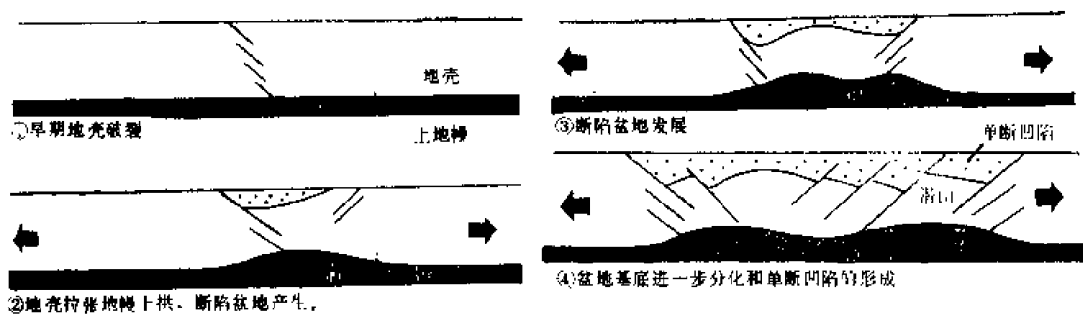 地壳
①早期地壳破裂
上地幔
②地壳拉张地幔上拱、断陷盆地产生。
③断陷盆地发展
单断凹陷
④盆地基底进一步分化和单断凹陷的形成